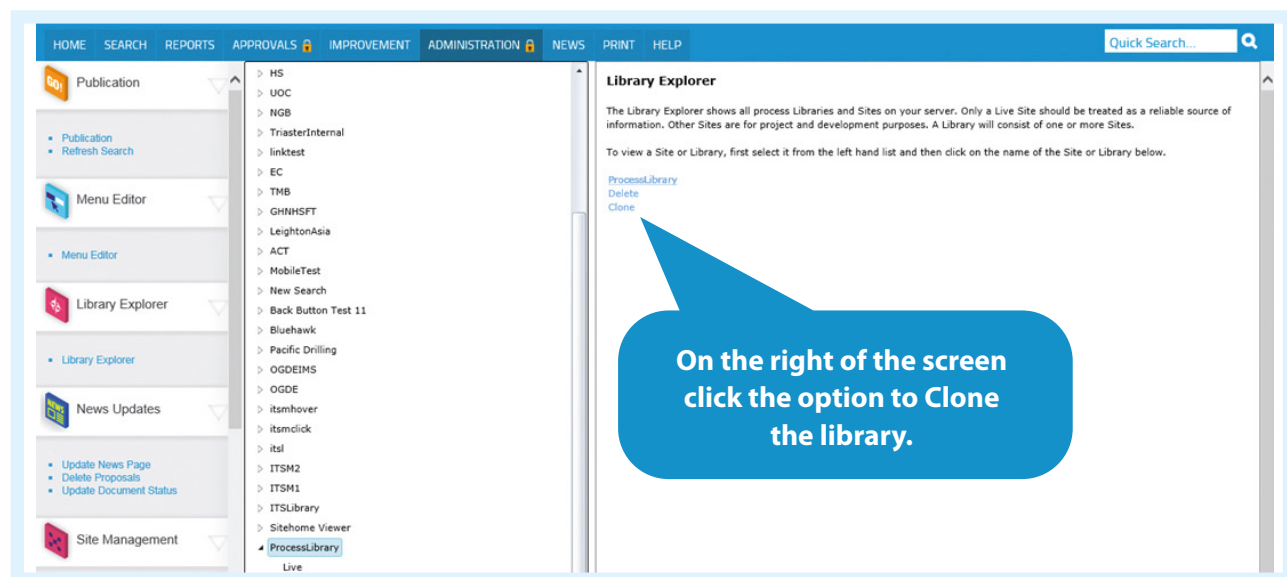 HOME SEARCH REPORTS APPROVALS IMPROVEMENT ADMINISTRATION NEWS PRINT HELP Quick Search...
GO!
Publication
Publication
Refresh Search
Menu Editor
Menu Editor
Library Explorer
Library Explorer
NEWS
News Updates
Update News Page
Delete Proposals
Update Document Status
Site Management
HS
UOC
NGB
TriasterInternal
linktest
EC
TMB
GHNHSFT
LeightonAsia
ACT
MobileTest
New Search
Back Button Test 11
Bluehawk
Pacific Drilling
OGDEIMS
OGDE
itsmhover
itsmclick
itsl
ITSM2
ITSM1
ITSLibrary
Sitehome Viewer
ProcessLibrary
Live
Library Explorer
The Library Explorer shows all process Libraries and Sites on your server. Only a Live Site should be treated as a reliable source of
information. Other Sites are for project and development purposes. A Library will consist of one or more Sites.
To view a Site or Library, first select it from the left hand list and then click on the name of the Site or Library below.
ProcessLibrary
Delete
Clone
On the right of the screen
click the option to Clone
the library.